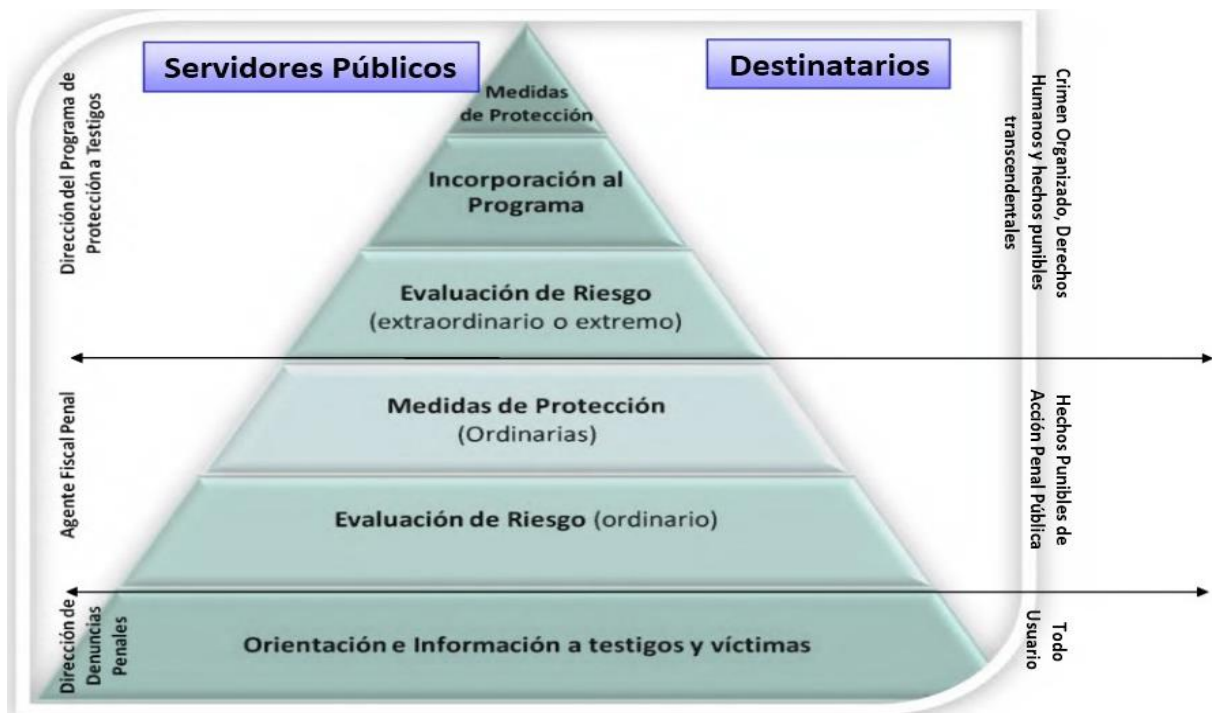 Servidores Públicos
Destinatarios
Dirección del Programa de
Protección a Testigos
Medidas
de Protección
Incorporación al
Programa
Evaluación de Riesgo
(extraordinario o extremo)
Crimen Organizado, Derechos
Humanos y hechos punibles
transcendentales
Agente Fiscal Penal
Medidas de Protección
(Ordinarias)
Evaluación de Riesgo (ordinario)
Hechos Punibles de
Acción Penal Pública
Dirección de
Denuncias
Penales
Orientación e Información a testigos y víctimas
Todo
Usuario